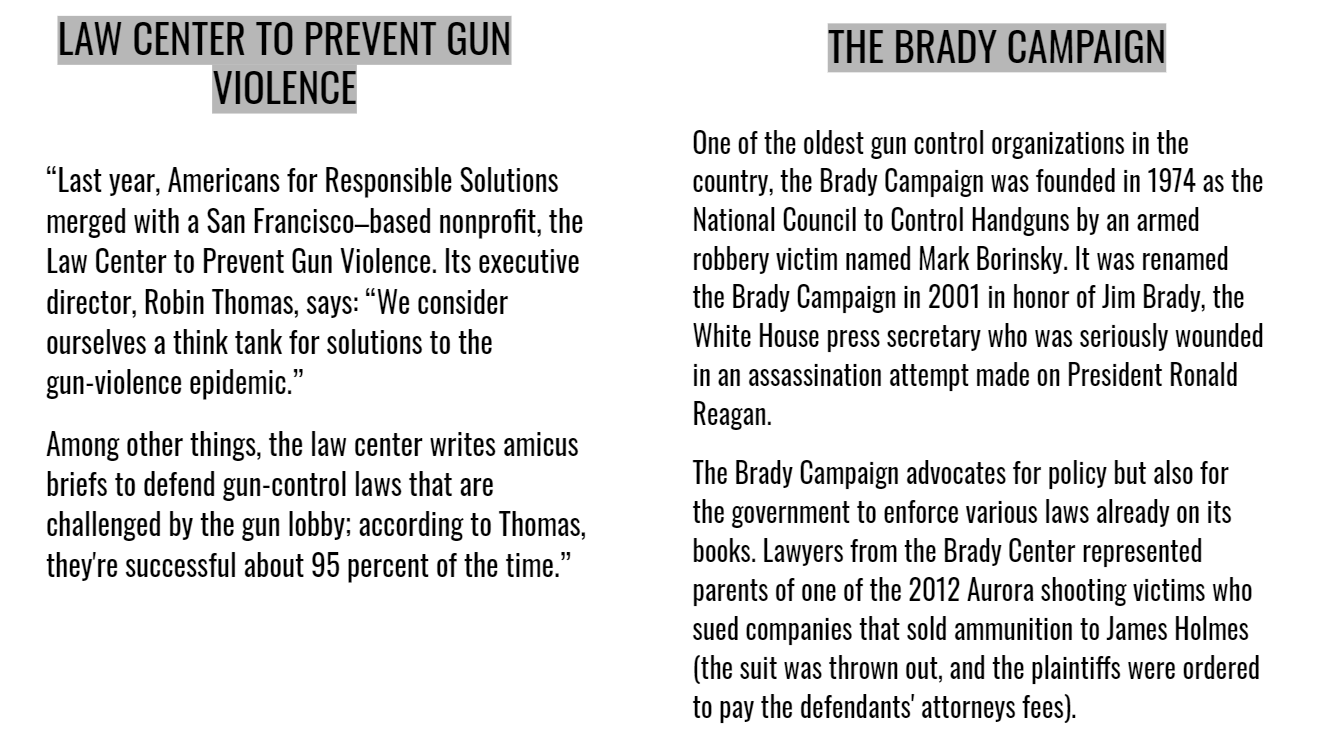 LAW CENTER TO PREVENT GUN
VIOLENCE
“Last year, Americans for Responsible Solutions
merged with a San Francisco–based nonprofit, the
Law Center to Prevent Gun Violence. Its executive
director, Robin Thomas, says: “We consider
ourselves a think tank for solutions to the
gun-violence epidemic.”
Among other things, the law center writes amicus
briefs to defend gun-control laws that are
challenged by the gun lobby; according to Thomas,
they're successful about 95 percent of the time.”
THE BRADY CAMPAIGN
One of the oldest gun control organizations in the
country, the Brady Campaign was founded in 1974 as the
National Council to Control Handguns by an armed
robbery victim named Mark Borinsky. It was renamed
the Brady Campaign in 2001 in honor of Jim Brady, the
White House press secretary who was seriously wounded
in an assassination attempt made on President Ronald
Reagan.
The Brady Campaign advocates for policy but also for
the government to enforce various laws already on its
books. Lawyers from the Brady Center represented
parents of one of the 2012 Aurora shooting victims who
sued companies that sold ammunition to James Holmes
(the suit was thrown out, and the plaintiffs were ordered
to pay the defendants' attorneys fees).